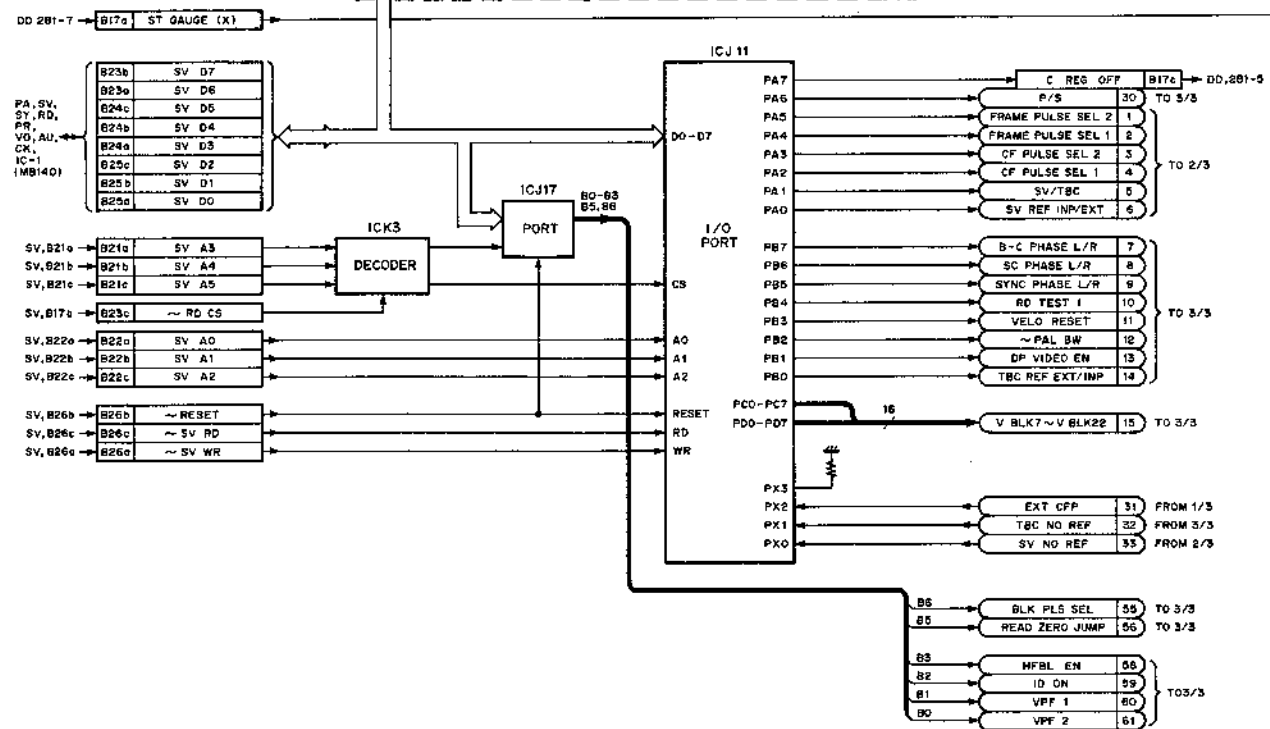 DD 281-7 B17a ST GAUGE (X)
PA, SV,
SY, RD,
PR,
VO, AU,
CK,
IC-1
(MB140)
B23b SV D7
B23a SV D6
B24c SV D5
B24b SV D4
B24a SV D3
B25c SV D2
B25b SV D1
B25a SV D0
SV, B21a B21a SV A3
SV, B21b B21b SV A4
SV, B21c B21c SV A5
B23c ~ RD CS
SV, B22a B22a SV A0
SV, B22b B22b SV A1
SV, B22c B22c SV A2
SV, B26b B26b ~ RESET
SV, B26c B26c ~ SV RD
SV, B26a B26a ~ SV WR
ICK3
DECODER
ICJ17
PORT
B0-B3
B5, B6
ICJ 11
I/O
PORT
D0-D7
CS
A0
A1
A2
RESET
RD
WR
PA7 C REG OFF B17c DD, 281-5
PA6 P/S 30 TO 3/3
PA5 FRAME PULSE SEL 2 1
PA4 FRAME PULSE SEL 1 2
PA3 CF PULSE SEL 2 3
PA2 CF PULSE SEL 1 4
PA1 SV/TBC 5
PA0 SV REF INP/EXT 6
TO 2/3
PB7 B-C PHASE L/R 7
PB6 SC PHASE L/R 8
PB5 SYNC PHASE L/R 9
PB4 RD TEST 1 10
PB3 VELO RESET 11
PB2 ~ PAL BW 12
PB1 DP VIDEO EN 13
PB0 TBC REF EXT/INP 14
TO 3/3
PC0-PC7
PD0-PD7 16 V BLK7 ~ V BLK22 15 TO 3/3
PX3
PX2 EXT CFP 31 FROM 1/3
PX1 TBC NO REF 32 FROM 3/3
PX0 SV NO REF 33 FROM 2/3
B6 BLK PLS SEL 55 TO 3/3
B5 READ ZERO JUMP 56 TO 3/3
B3 HFBL EN 58
B2 ID ON 59
B1 VPF 1 60
B0 VPF 2 61
TO 3/3